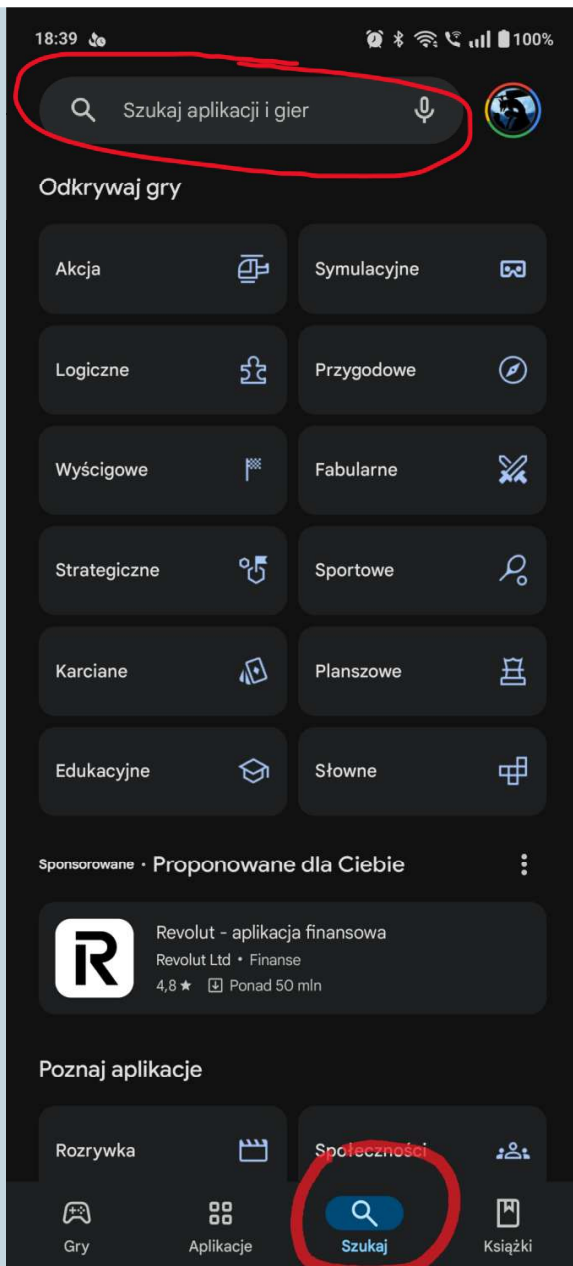 18:39 100%
Szukaj aplikacji i gier
Odkrywaj gry
Akcja Symulacyjne
Logiczne Przygodowe
Wyścigowe Fabularne
Strategiczne Sportowe
Karciane Planszowe
Edukacyjne Słowne
Sponsorowane • Proponowane dla Ciebie
Revolut - aplikacja finansowa
Revolut Ltd • Finanse
4,8 ★ Ponad 50 mln
Poznaj aplikacje
Rozrywka Społeczności
Gry Aplikacje Szukaj Książki